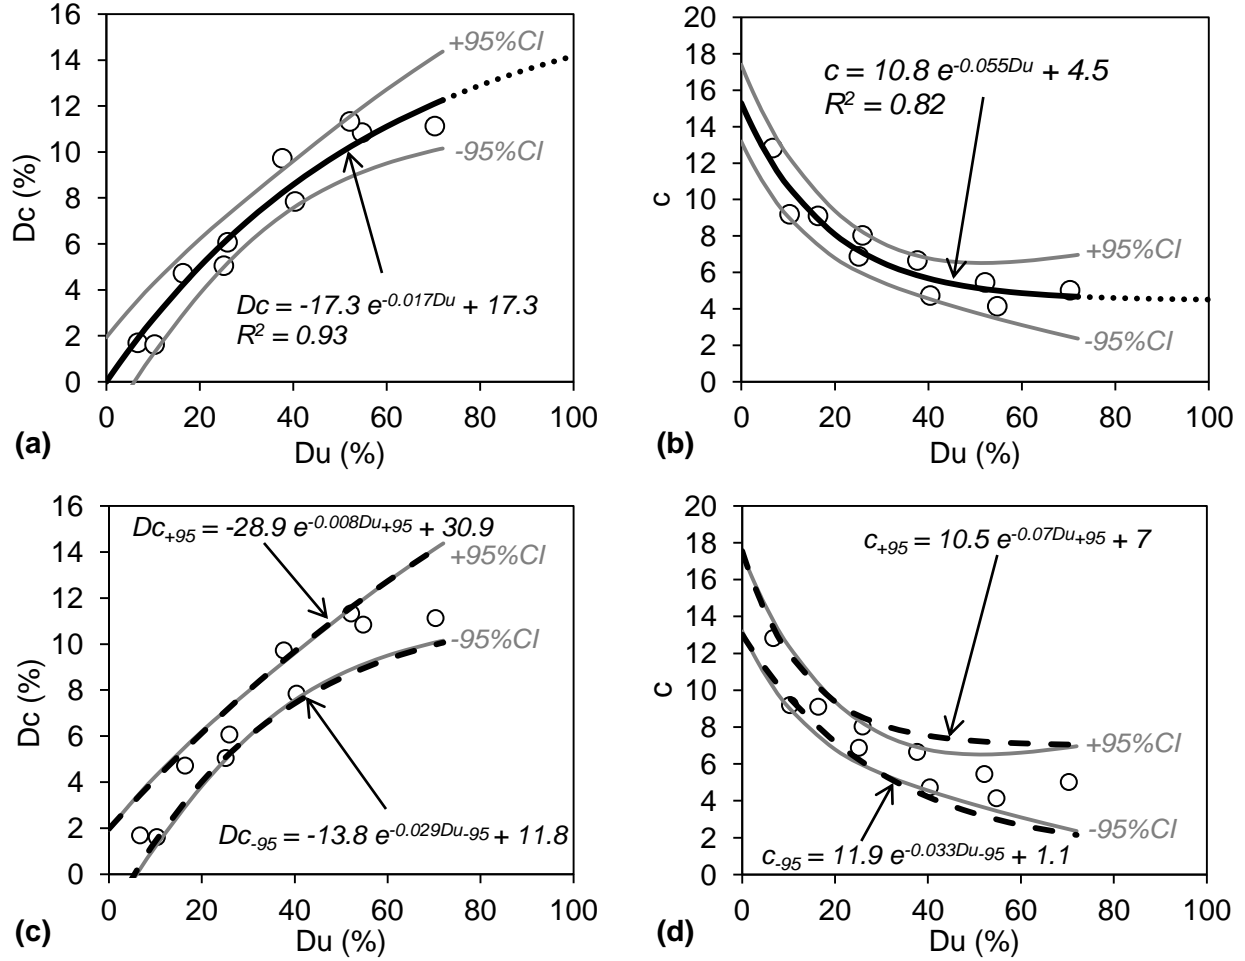 16
14
12
10
8
6
4
2
0
Dc (%)
+95%CI
-95%CI
Dc = -17.3 e^-0.017Du + 17.3
R² = 0.93
0 20 40 60 80 100
(a)
Du (%)
20
18
16
14
12
10
8
6
4
2
0
c
c = 10.8 e^-0.055Du + 4.5
R² = 0.82
+95%CI
-95%CI
0 20 40 60 80 100
(b)
Du (%)
16
14
12
10
8
6
4
2
0
Dc (%)
Dc+95 = -28.9 e^-0.008Du+95 + 30.9
+95%CI
-95%CI
Dc-95 = -13.8 e^-0.029Du-95 + 11.8
0 20 40 60 80 100
(c)
Du (%)
20
18
16
14
12
10
8
6
4
2
0
c
c+95 = 10.5 e^-0.07Du+95 + 7
+95%CI
-95%CI
c-95 = 11.9 e^-0.033Du-95 + 1.1
0 20 40 60 80 100
(d)
Du (%)